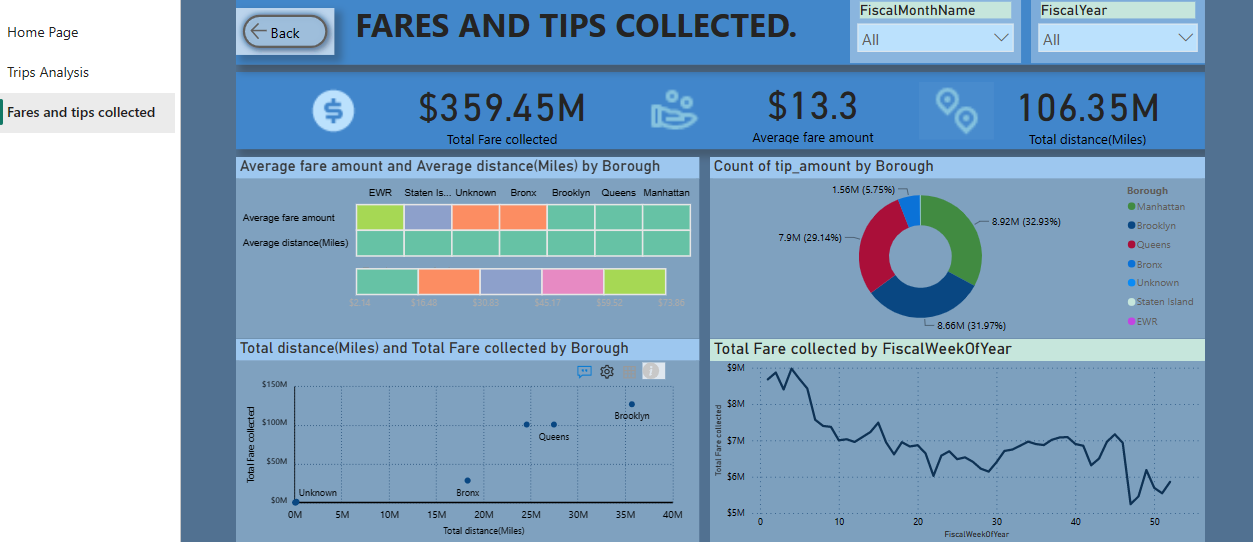 Home Page
Trips Analysis
Fares and tips collected
Back
FARES AND TIPS COLLECTED.
FiscalMonthName
All
FiscalYear
All
$359.45M
Total Fare collected
$13.3
Average fare amount
106.35M
Total distance(Miles)
Average fare amount and Average distance(Miles) by Borough
EWR Staten Is... Unknown Bronx Brooklyn Queens Manhattan
Average fare amount
Average distance(Miles)
$2.14 $16.48 $30.83 $45.17 $59.52 $73.86
Count of tip_amount by Borough
1.56M (5.75%)
8.92M (32.93%)
7.9M (29.14%)
8.66M (31.97%)
Borough
Manhattan
Brooklyn
Queens
Bronx
Unknown
Staten Island
EWR
Total distance(Miles) and Total Fare collected by Borough
$150M
$100M
$50M
$0M
Total Fare collected
Brooklyn
Queens
Bronx
Unknown
0M 5M 10M 15M 20M 25M 30M 35M 40M
Total distance(Miles)
Total Fare collected by FiscalWeekOfYear
$9M
$8M
$7M
$6M
$5M
Total Fare collected
0 10 20 30 40 50
FiscalWeekOfYear